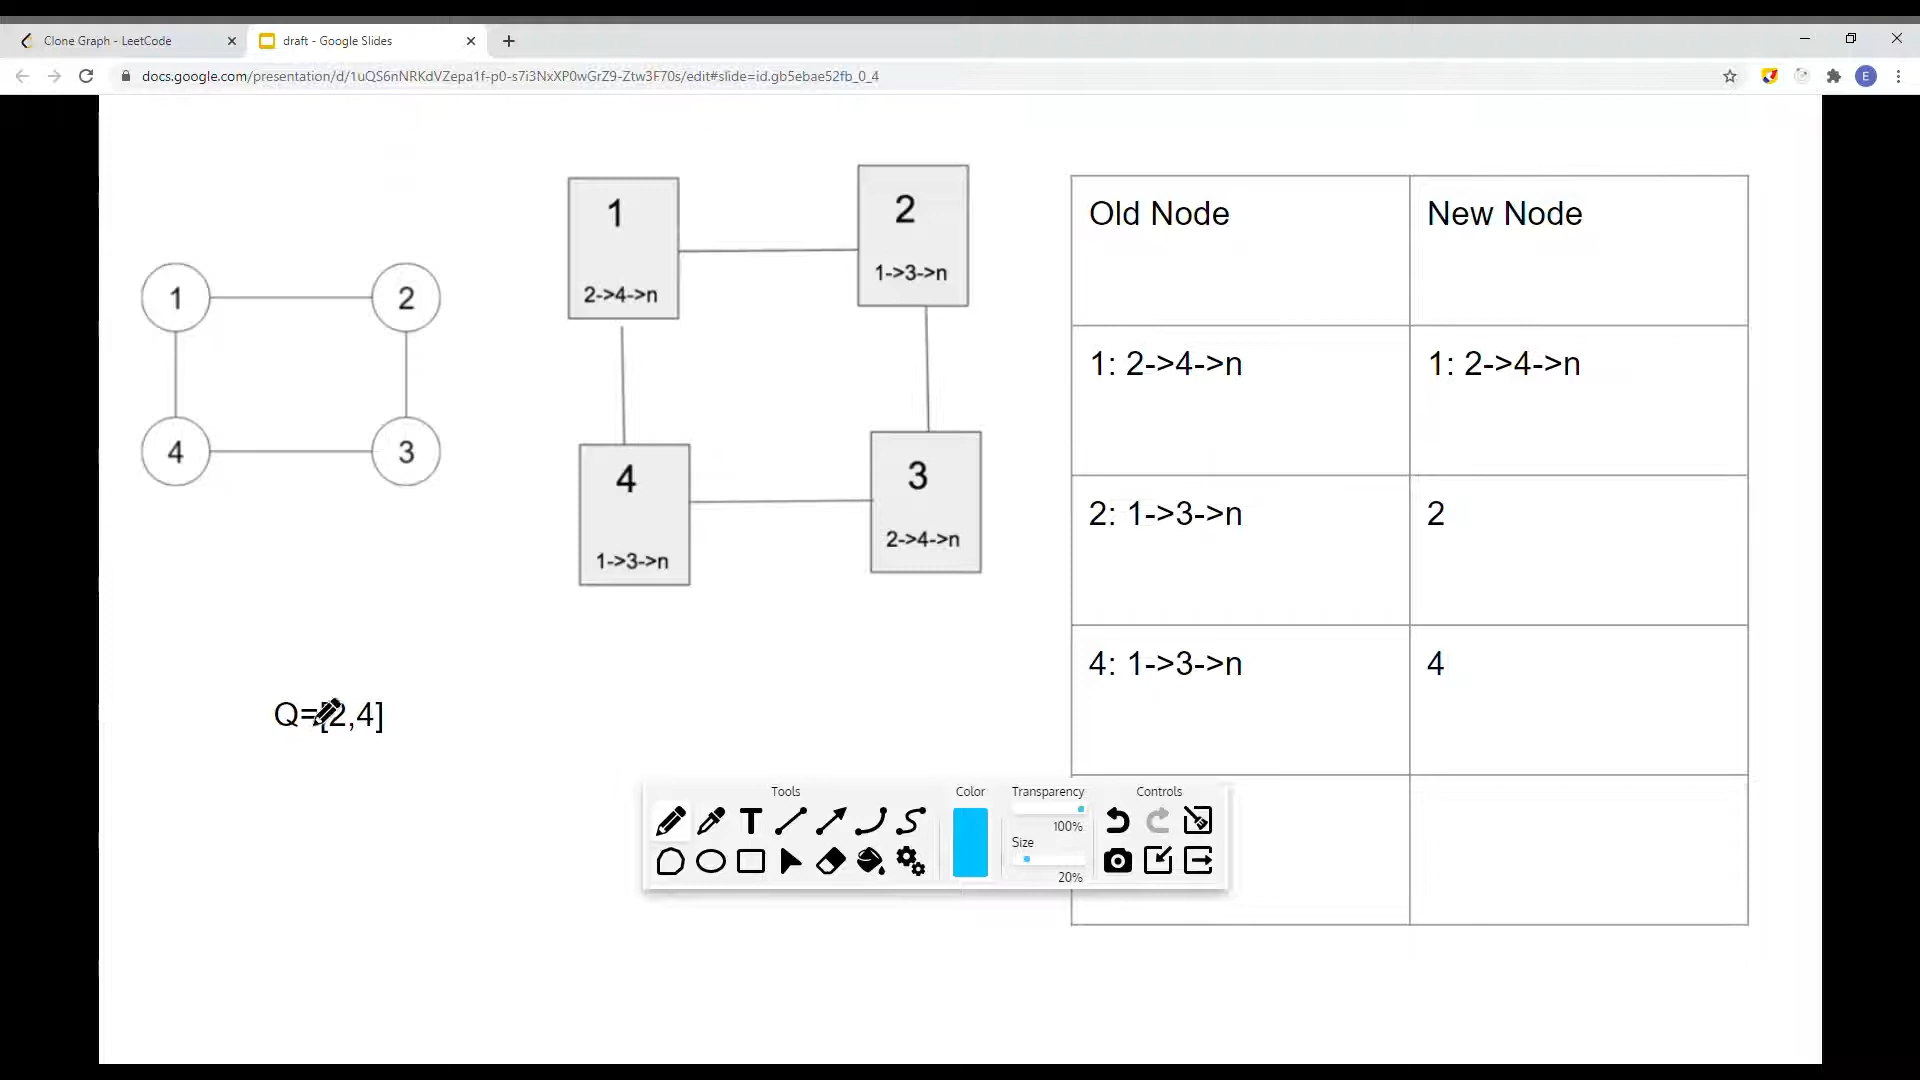 Clone Graph - LeetCode
draft - Google Slides
docs.google.com/presentation/d/1uQS6nNRKdVZepa1f-p0-s7i3NxXP0wGrZ9-Ztw3F70s/edit#slide=id.gb5ebae52fb_0_4
E
1
2
4
3
1
2->4->n
2
1->3->n
4
1->3->n
3
2->4->n
Q=[2,4]
Old Node
New Node
1: 2->4->n
1: 2->4->n
2: 1->3->n
2
4: 1->3->n
4
Tools
Color
Transparency
100%
Size
20%
Controls
T